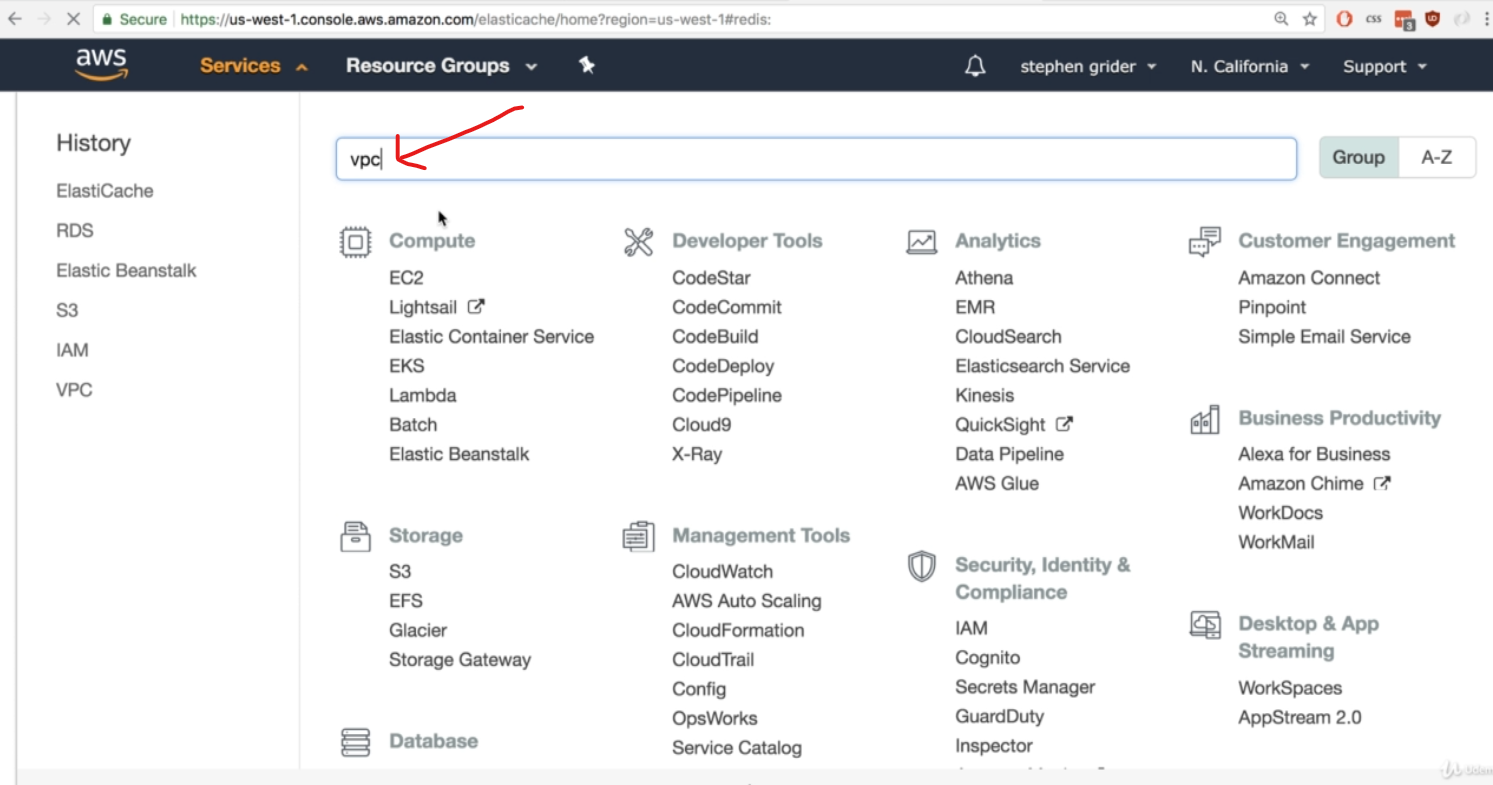 Secure https://us-west-1.console.aws.amazon.com/elasticache/home?region=us-west-1#redis:
css
3
aws
Services
Resource Groups
stephen grider
N. California
Support
History
ElastiCache
RDS
Elastic Beanstalk
S3
IAM
VPC
vpc
Group
A-Z
Compute
EC2
Lightsail
Elastic Container Service
EKS
Lambda
Batch
Elastic Beanstalk
Storage
S3
EFS
Glacier
Storage Gateway
Database
Developer Tools
CodeStar
CodeCommit
CodeBuild
CodeDeploy
CodePipeline
Cloud9
X-Ray
Management Tools
CloudWatch
AWS Auto Scaling
CloudFormation
CloudTrail
Config
OpsWorks
Service Catalog
Analytics
Athena
EMR
CloudSearch
Elasticsearch Service
Kinesis
QuickSight
Data Pipeline
AWS Glue
Security, Identity &
Compliance
IAM
Cognito
Secrets Manager
GuardDuty
Inspector
Customer Engagement
Amazon Connect
Pinpoint
Simple Email Service
Business Productivity
Alexa for Business
Amazon Chime
WorkDocs
WorkMail
Desktop & App
Streaming
WorkSpaces
AppStream 2.0